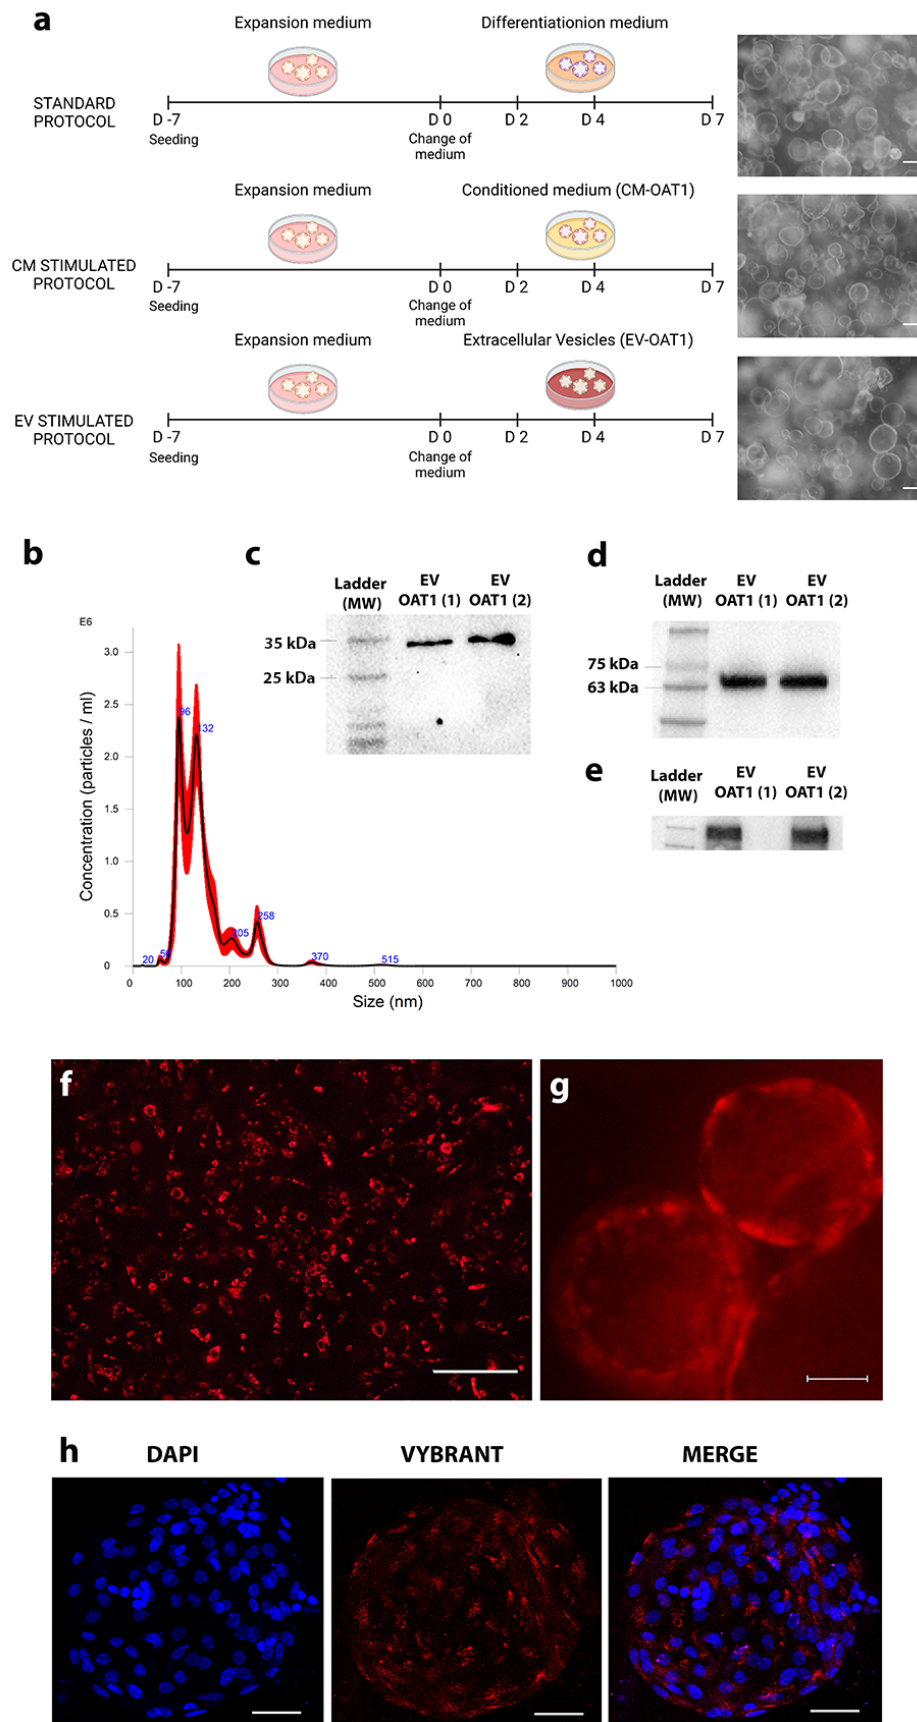 a
Expansion medium
Differentiationion medium
STANDARD
PROTOCOL
D -7
D 0
D 2
D 4
D 7
Seeding
Change of
medium
Expansion medium
Conditioned medium (CM-OAT1)
CM STIMULATED
PROTOCOL
D -7
D 0
D 2
D 4
D 7
Seeding
Change of
medium
Expansion medium
Extracellular Vesicles (EV-OAT1)
EV STIMULATED
PROTOCOL
D -7
D 0
D 2
D 4
D 7
Seeding
Change of
medium
b
E6
Concentration (particles / ml)
3.0
2.5
2.0
1.5
1.0
0.5
0
96
132
20
56
205
258
370
515
0
100
200
300
400
500
600
700
800
900
1000
Size (nm)
c
Ladder
(MW)
EV
OAT1 (1)
EV
OAT1 (2)
35 kDa
25 kDa
d
Ladder
(MW)
EV
OAT1 (1)
EV
OAT1 (2)
75 kDa
63 kDa
e
Ladder
(MW)
EV
OAT1 (1)
EV
OAT1 (2)
f
g
h
DAPI
VYBRANT
MERGE